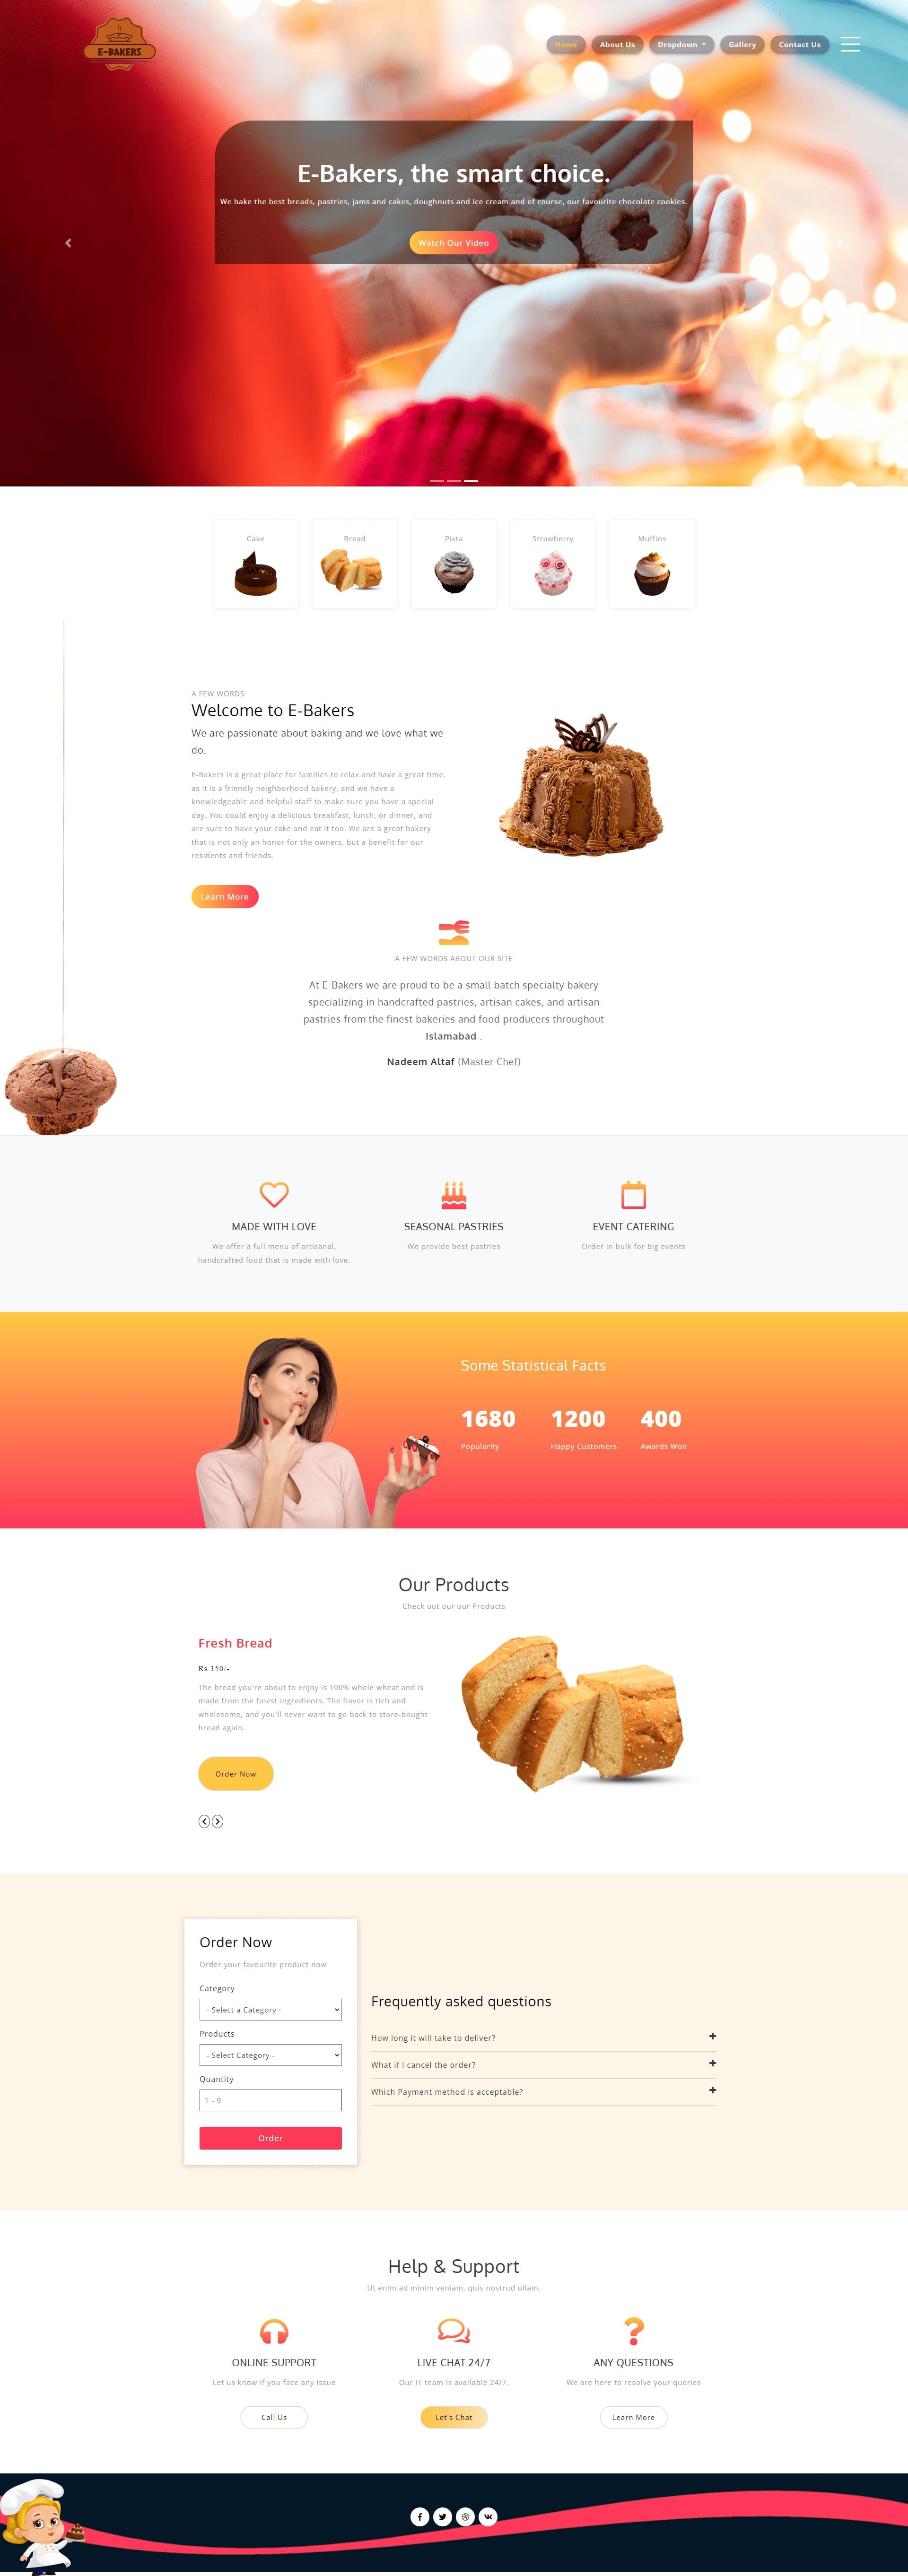 E-BAKERS
Home
About Us
Dropdown
Gallery
Contact Us
E-Bakers, the smart choice.
We bake the best breads, pastries, jams and cakes, doughnuts and ice cream and of course, our favourite chocolate cookies.
Watch Our Video
Cake
Bread
Pista
Strawberry
Muffins
A FEW WORDS
Welcome to E-Bakers
We are passionate about baking and we love what we
do.
E-Bakers is a great place for families to relax and have a great time,
as it is a friendly neighborhood bakery, and we have a
knowledgeable and helpful staff to make sure you have a special
day. You could enjoy a delicious breakfast, lunch, or dinner, and
are sure to have your cake and eat it too. We are a great bakery
that is not only an honor for the owners, but a benefit for our
residents and friends.
Learn More
A FEW WORDS ABOUT OUR SITE
At E-Bakers we are proud to be a small batch specialty bakery
specializing in handcrafted pastries, artisan cakes, and artisan
pastries from the finest bakeries and food producers throughout
Islamabad .
Nadeem Altaf (Master Chef)
MADE WITH LOVE
We offer a full menu of artisanal,
handcrafted food that is made with love.
SEASONAL PASTRIES
We provide best pastries
EVENT CATERING
Order in bulk for big events
Some Statistical Facts
1680
Popularity
1200
Happy Customers
400
Awards Won
Our Products
Check out our our Products
Fresh Bread
Rs.150/-
The bread you're about to enjoy is 100% whole wheat and is
made from the finest ingredients. The flavor is rich and
wholesome, and you'll never want to go back to store-bought
bread again.
Order Now
Order Now
Order your favourite product now
Category
- Select a Category -
Products
- Select Category -
Quantity
1 - 9
Order
Frequently asked questions
How long it will take to deliver?
What if I cancel the order?
Which Payment method is acceptable?
Help & Support
Ut enim ad minim veniam, quis nostrud ullam.
ONLINE SUPPORT
Let us know if you face any issue
Call Us
LIVE CHAT 24/7
Our IT team is available 24/7.
Let's Chat
ANY QUESTIONS
We are here to resolve your queries
Learn More